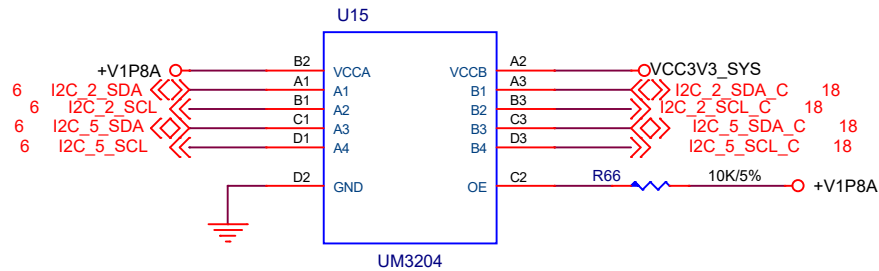 U15
+V1P8A B2 VCCA VCCB A2 VCC3V3_SYS
6 I2C_2_SDA A1 A1 B1 A3 I2C_2_SDA_C 18
6 I2C_2_SCL B1 A2 B2 B3 I2C_2_SCL_C 18
6 I2C_5_SDA C1 A3 B3 C3 I2C_5_SDA_C 18
6 I2C_5_SCL D1 A4 B4 D3 I2C_5_SCL_C 18
D2 GND OE C2 R66 10K/5% +V1P8A
UM3204